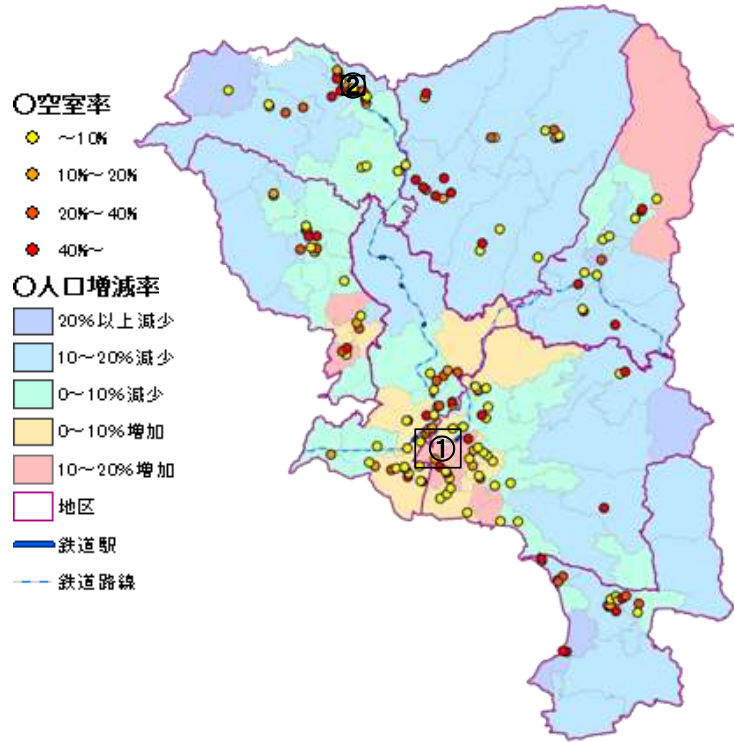 ②
○空室率
～10%
10%～20%
20%～40%
40%～
○人口増減率
20%以上減少
10～20%減少
0～10%減少
0～10%増加
10～20%増加
地区
鉄道駅
鉄道路線
①